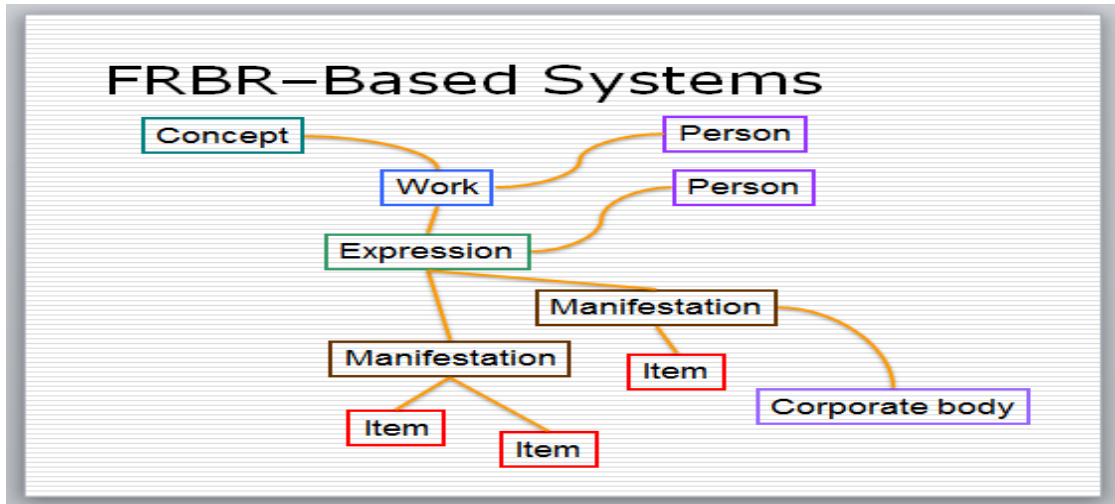 FRBR–Based Systems
Concept
Person
Work
Person
Expression
Manifestation
Manifestation
Item
Corporate body
Item
Item